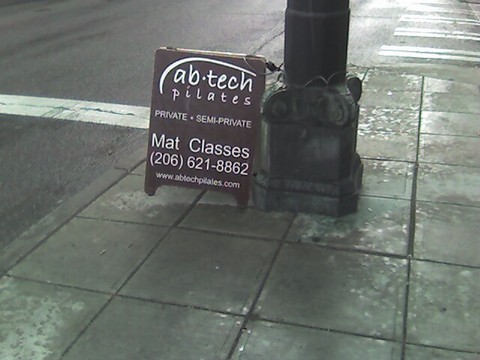 ab•tech
pilates
PRIVATE • SEMI-PRIVATE
Mat Classes
(206) 621-8862
www.abtechpilates.com